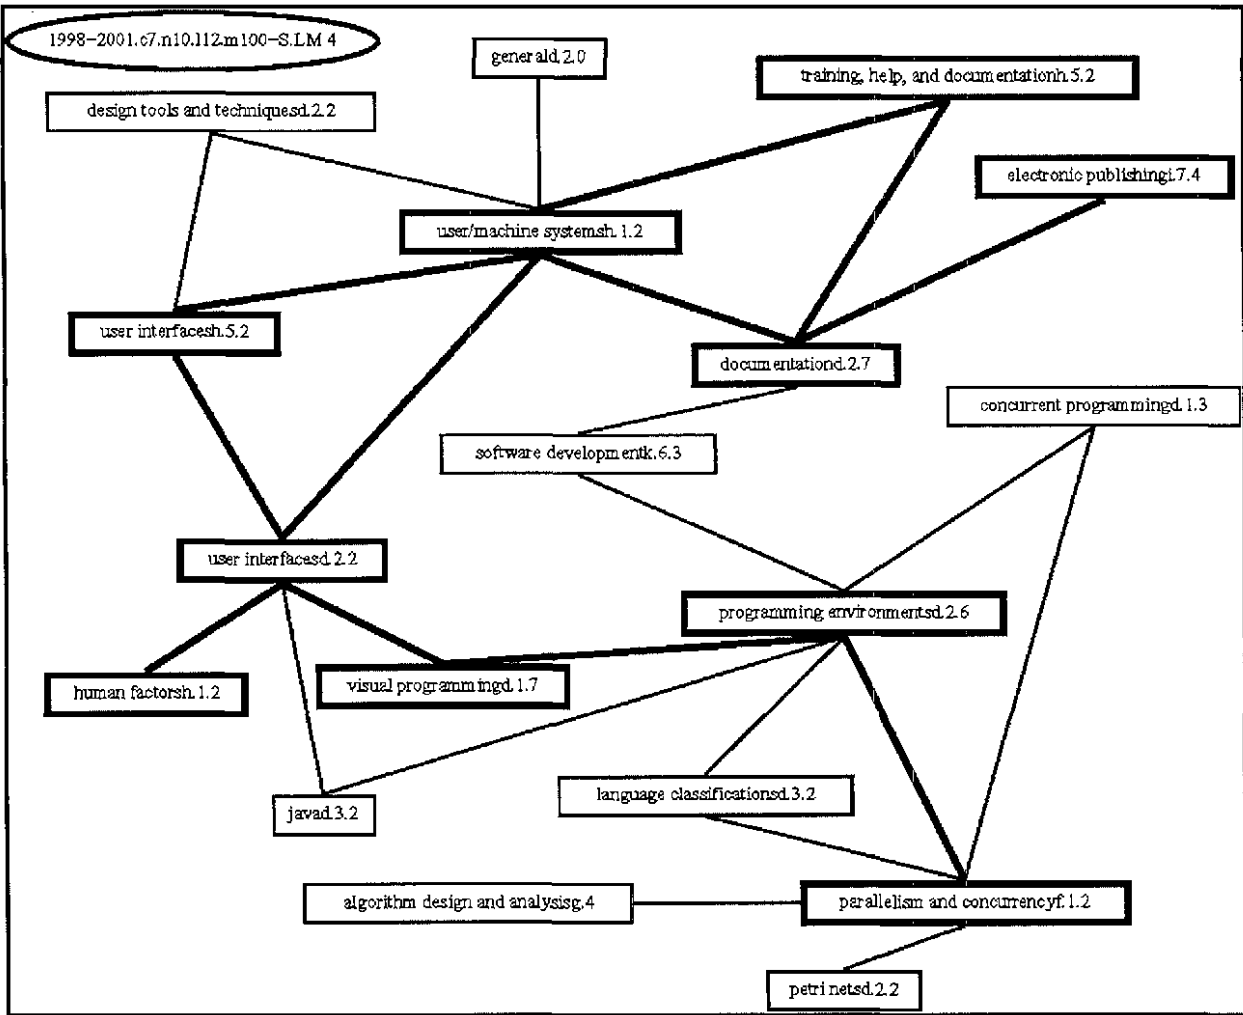 1998-2001.c7.n10.l12.m100-S.LM 4
generald.2.0
training, help, and documentationh.5.2
design tools and techniquesd.2.2
electronic publishingi.7.4
user/machine systemsh.1.2
user interfacesh.5.2
documentationd.2.7
concurrent programmingd.1.3
software developmentk.6.3
user interfacesd.2.2
programming environmentsd.2.6
human factorsh.1.2
visual programmingd.1.7
language classificationsd.3.2
javad.3.2
algorithm design and analysisg.4
parallelism and concurrencyf.1.2
petri netsd.2.2